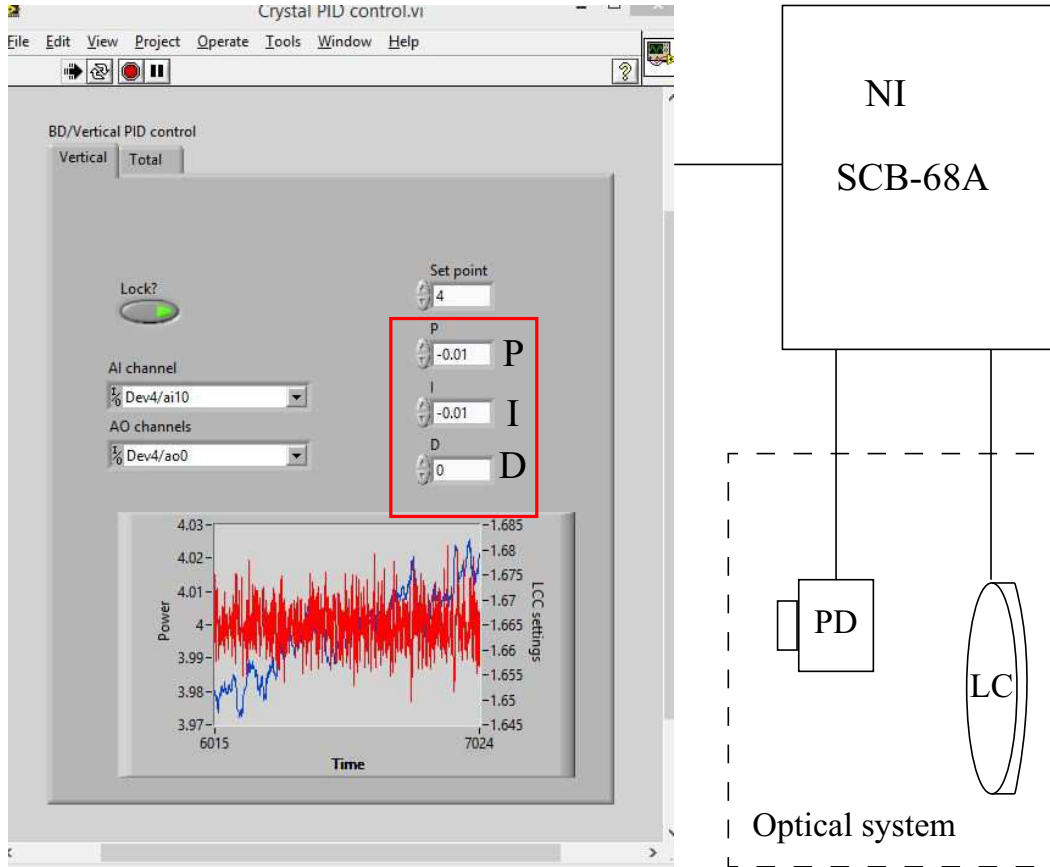 Crystal PID control.vi
File Edit View Project Operate Tools Window Help
?
BD/Vertical PID control
Vertical Total
Lock?
Set point
4
P
-0.01 P
I
-0.01 I
D
0 D
AI channel
I/0 Dev4/ai10
AO channels
I/0 Dev4/ao0
4.03
4.02
4.01
4
3.99
3.98
3.97
Power
1.685
1.68
1.675
1.67
1.665
1.66
1.655
1.65
1.645
LCC settings
6015 7024
Time
NI
SCB-68A
PD
LC
Optical system